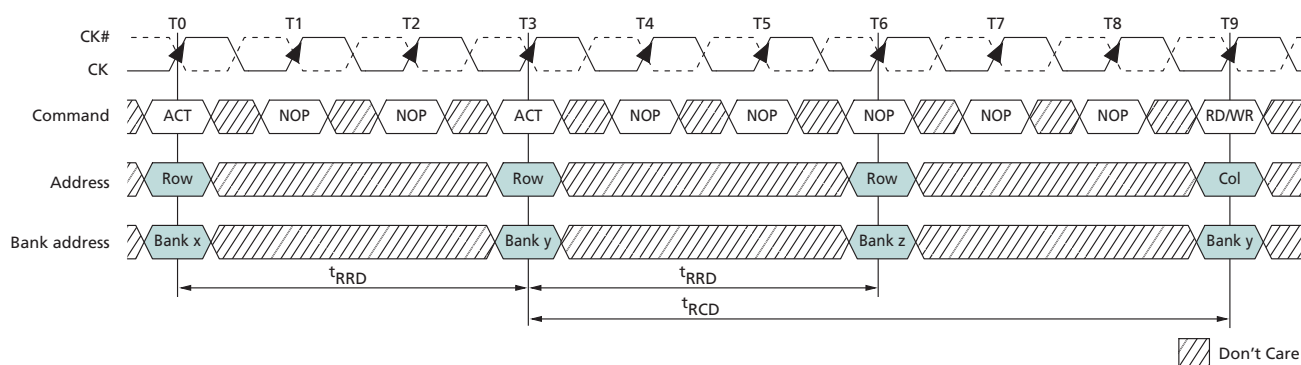 T0 T1 T2 T3 T4 T5 T6 T7 T8 T9
CK#
CK
Command ACT NOP NOP ACT NOP NOP NOP NOP NOP RD/WR
Address Row Row Row Col
Bank address Bank x Bank y Bank z Bank y
tRRD tRRD
tRCD
Don't Care